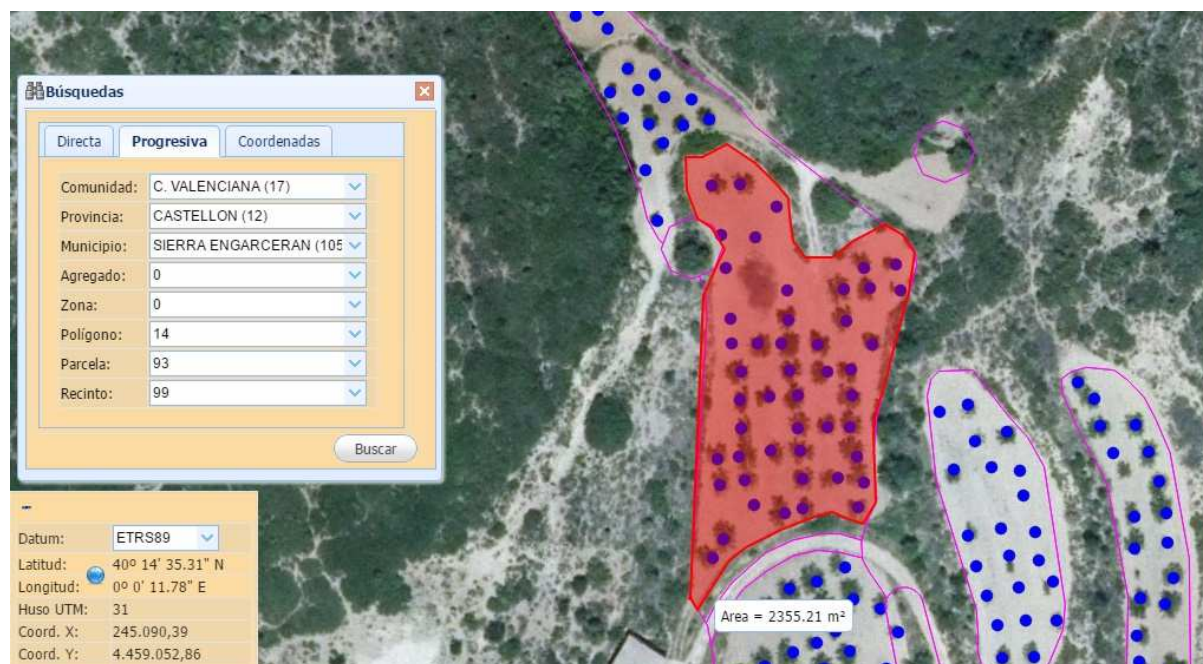 Búsquedas
Directa Progresiva Coordenadas
Comunidad: C. VALENCIANA (17)
Provincia: CASTELLON (12)
Municipio: SIERRA ENGARCERAN (105
Agregado: 0
Zona: 0
Polígono: 14
Parcela: 93
Recinto: 99
Buscar
Datum: ETRS89
Latitud: 40º 14' 35.31" N
Longitud: 0º 0' 11.78" E
Huso UTM: 31
Coord. X: 245.090,39
Coord. Y: 4.459.052,86
Area = 2355.21 m²